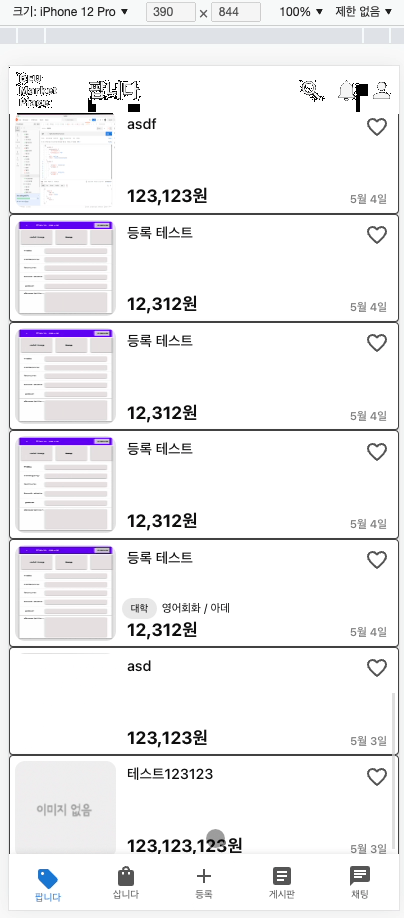 크기: iPhone 12 Pro ▼ 390 × 844 100% ▼ 제한 없음 ▼
팝니다
asdf
123,123원
5월 4일
등록 테스트
12,312원
5월 4일
등록 테스트
12,312원
5월 4일
등록 테스트
12,312원
5월 4일
등록 테스트
대학 영어회화 / 아데
12,312원
5월 4일
asd
123,123원
5월 3일
이미지 없음
테스트123123
123,123,123원
5월 3일
팝니다 삽니다 등록 게시판 채팅